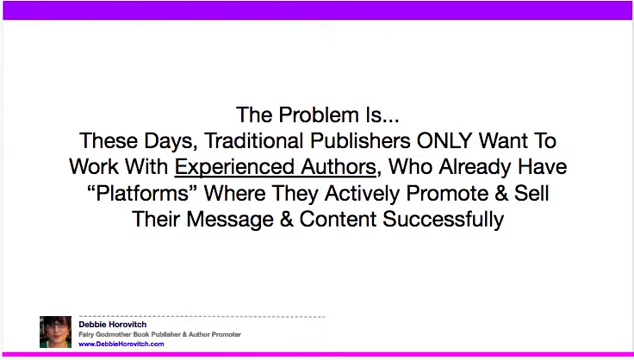 The Problem Is...
These Days, Traditional Publishers ONLY Want To
Work With Experienced Authors, Who Already Have
“Platforms” Where They Actively Promote & Sell
Their Message & Content Successfully
Debbie Horovitch
Fairy Godmother Book Publisher & Author Promoter
www.DebbieHorovitch.com